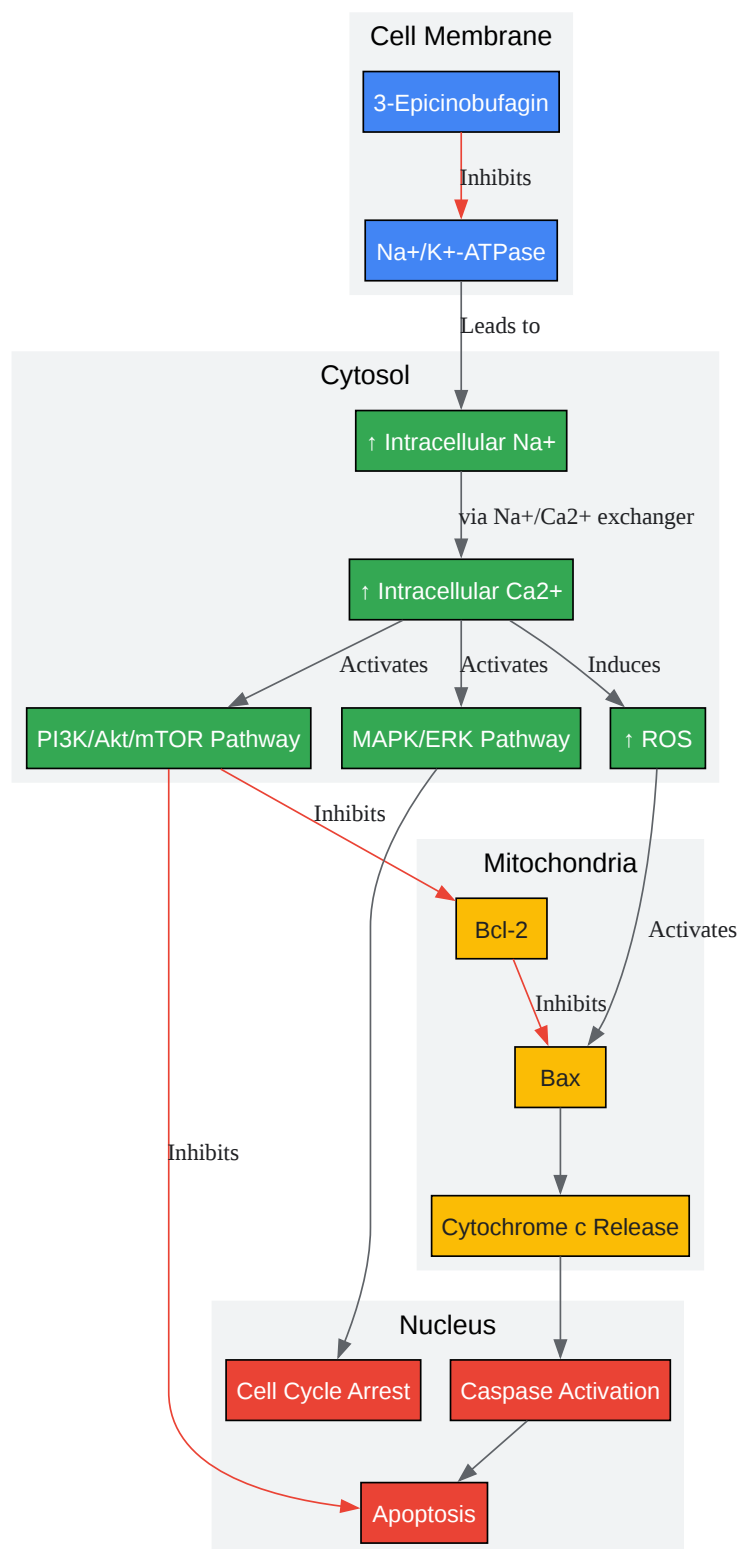 Cell Membrane
3-Epicinobufagin
Inhibits
Na+/K+-ATPase
Leads to
Cytosol
↑ Intracellular Na+
via Na+/Ca2+ exchanger
↑ Intracellular Ca2+
Activates
Activates
Induces
PI3K/Akt/mTOR Pathway
MAPK/ERK Pathway
↑ ROS
Inhibits
Mitochondria
Bcl-2
Activates
Inhibits
Bax
Inhibits
Cytochrome c Release
Nucleus
Cell Cycle Arrest
Caspase Activation
Apoptosis